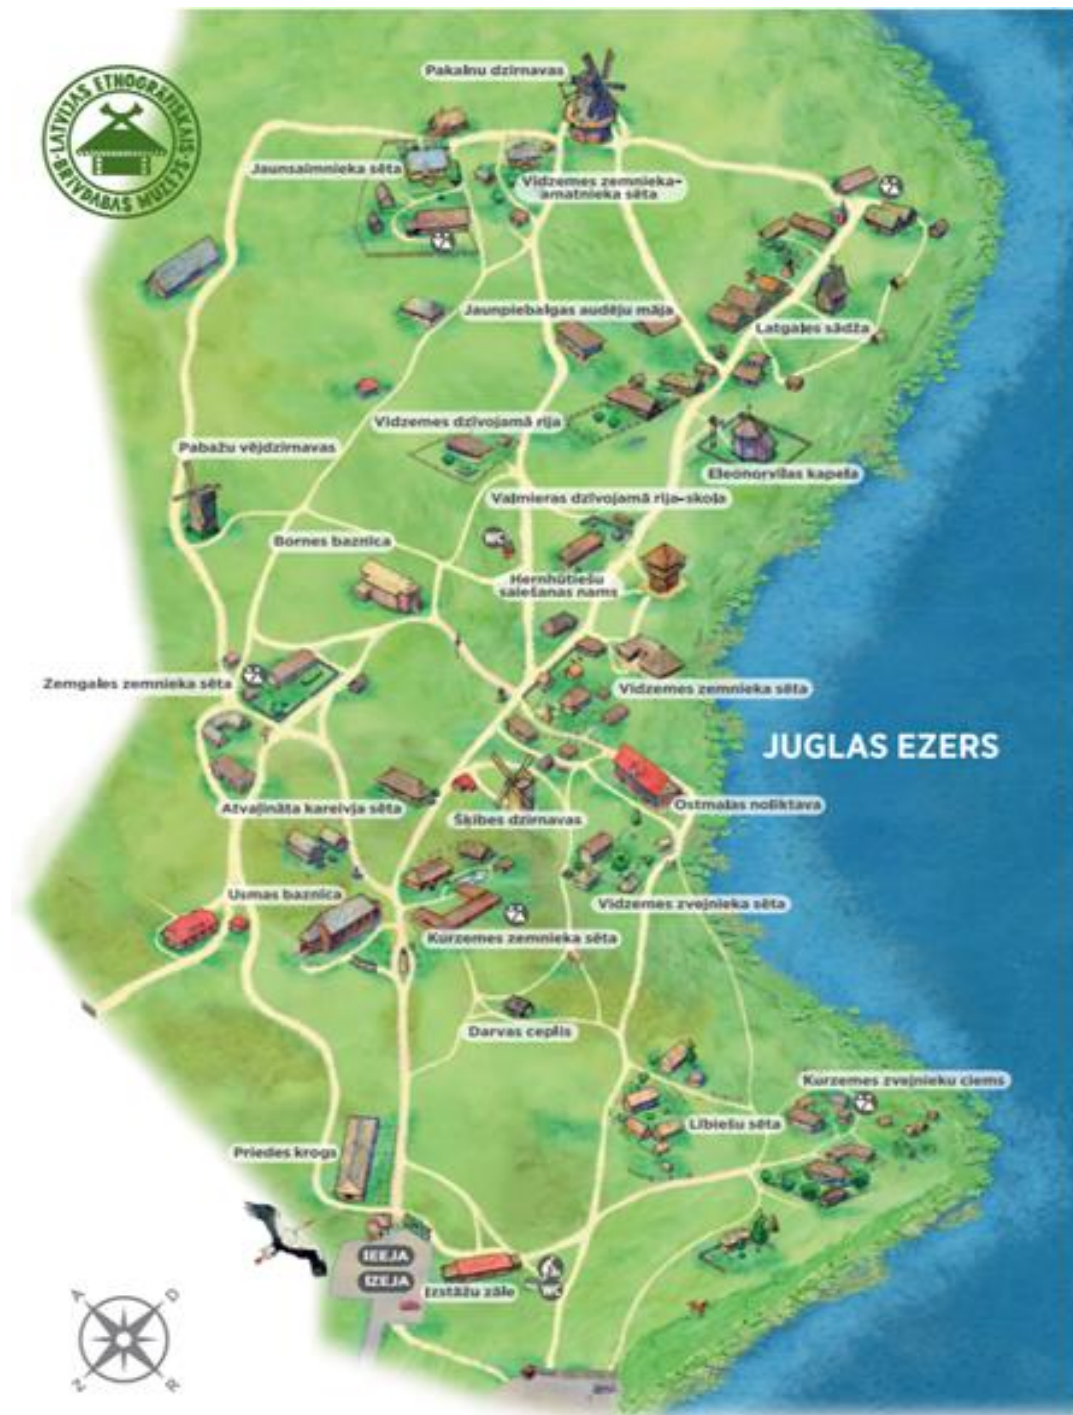 LATVIJAS ETNOGRĀFISKAIS
BRĪVDABAS MUZEJS
Pakalnu dzirnavas
Jaunsaimnieka sēta
Vidzemes zemnieka-
amatnieka sēta
Jaunpiebalgas audēju māja
Latgales sādža
Vidzemes dzīvojamā rija
Pabažu vējdzirnavas
Eleonorvilas kapela
Valmieras dzīvojamā rija-skola
WC
Bornes baznīca
Hernhūtiešu
saiešanas nams
Zemgales zemnieka sēta
Vidzemes zemnieka sēta
JUGLAS EZERS
Atvaļināta kareivja sēta
Šķibes dzirnavas
Ostmalas noliktava
Usmas baznīca
Vidzemes zvejnieka sēta
Kurzemes zemnieka sēta
Darvas ceplis
Kurzemes zvejnieku ciems
Lībiešu sēta
Priedes krogs
IEEJA
IZEJA
Izstāžu zāle
WC
A
D
Z
R